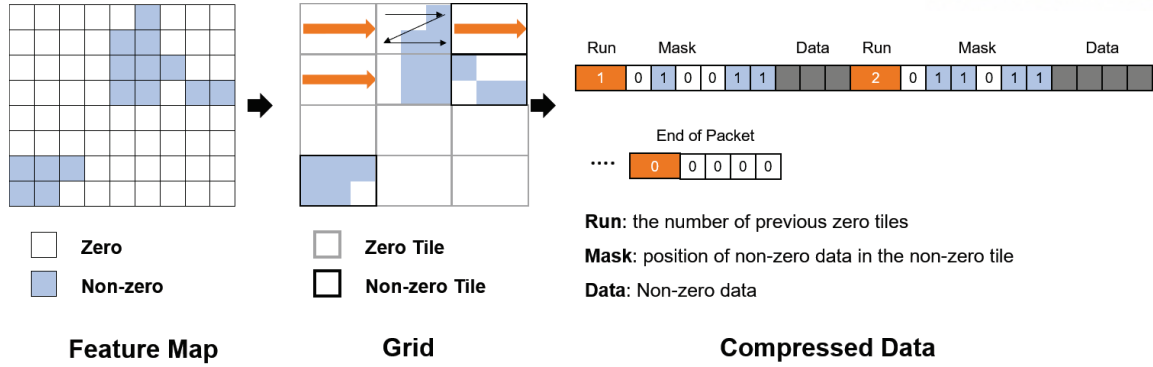 Run Mask Data Run Mask Data
1 0 1 0 0 1 1 2 0 1 1 0 1 1
End of Packet
.... 0 0 0 0 0
Run: the number of previous zero tiles
Mask: position of non-zero data in the non-zero tile
Data: Non-zero data
Zero
Non-zero
Zero Tile
Non-zero Tile
Feature Map
Grid
Compressed Data